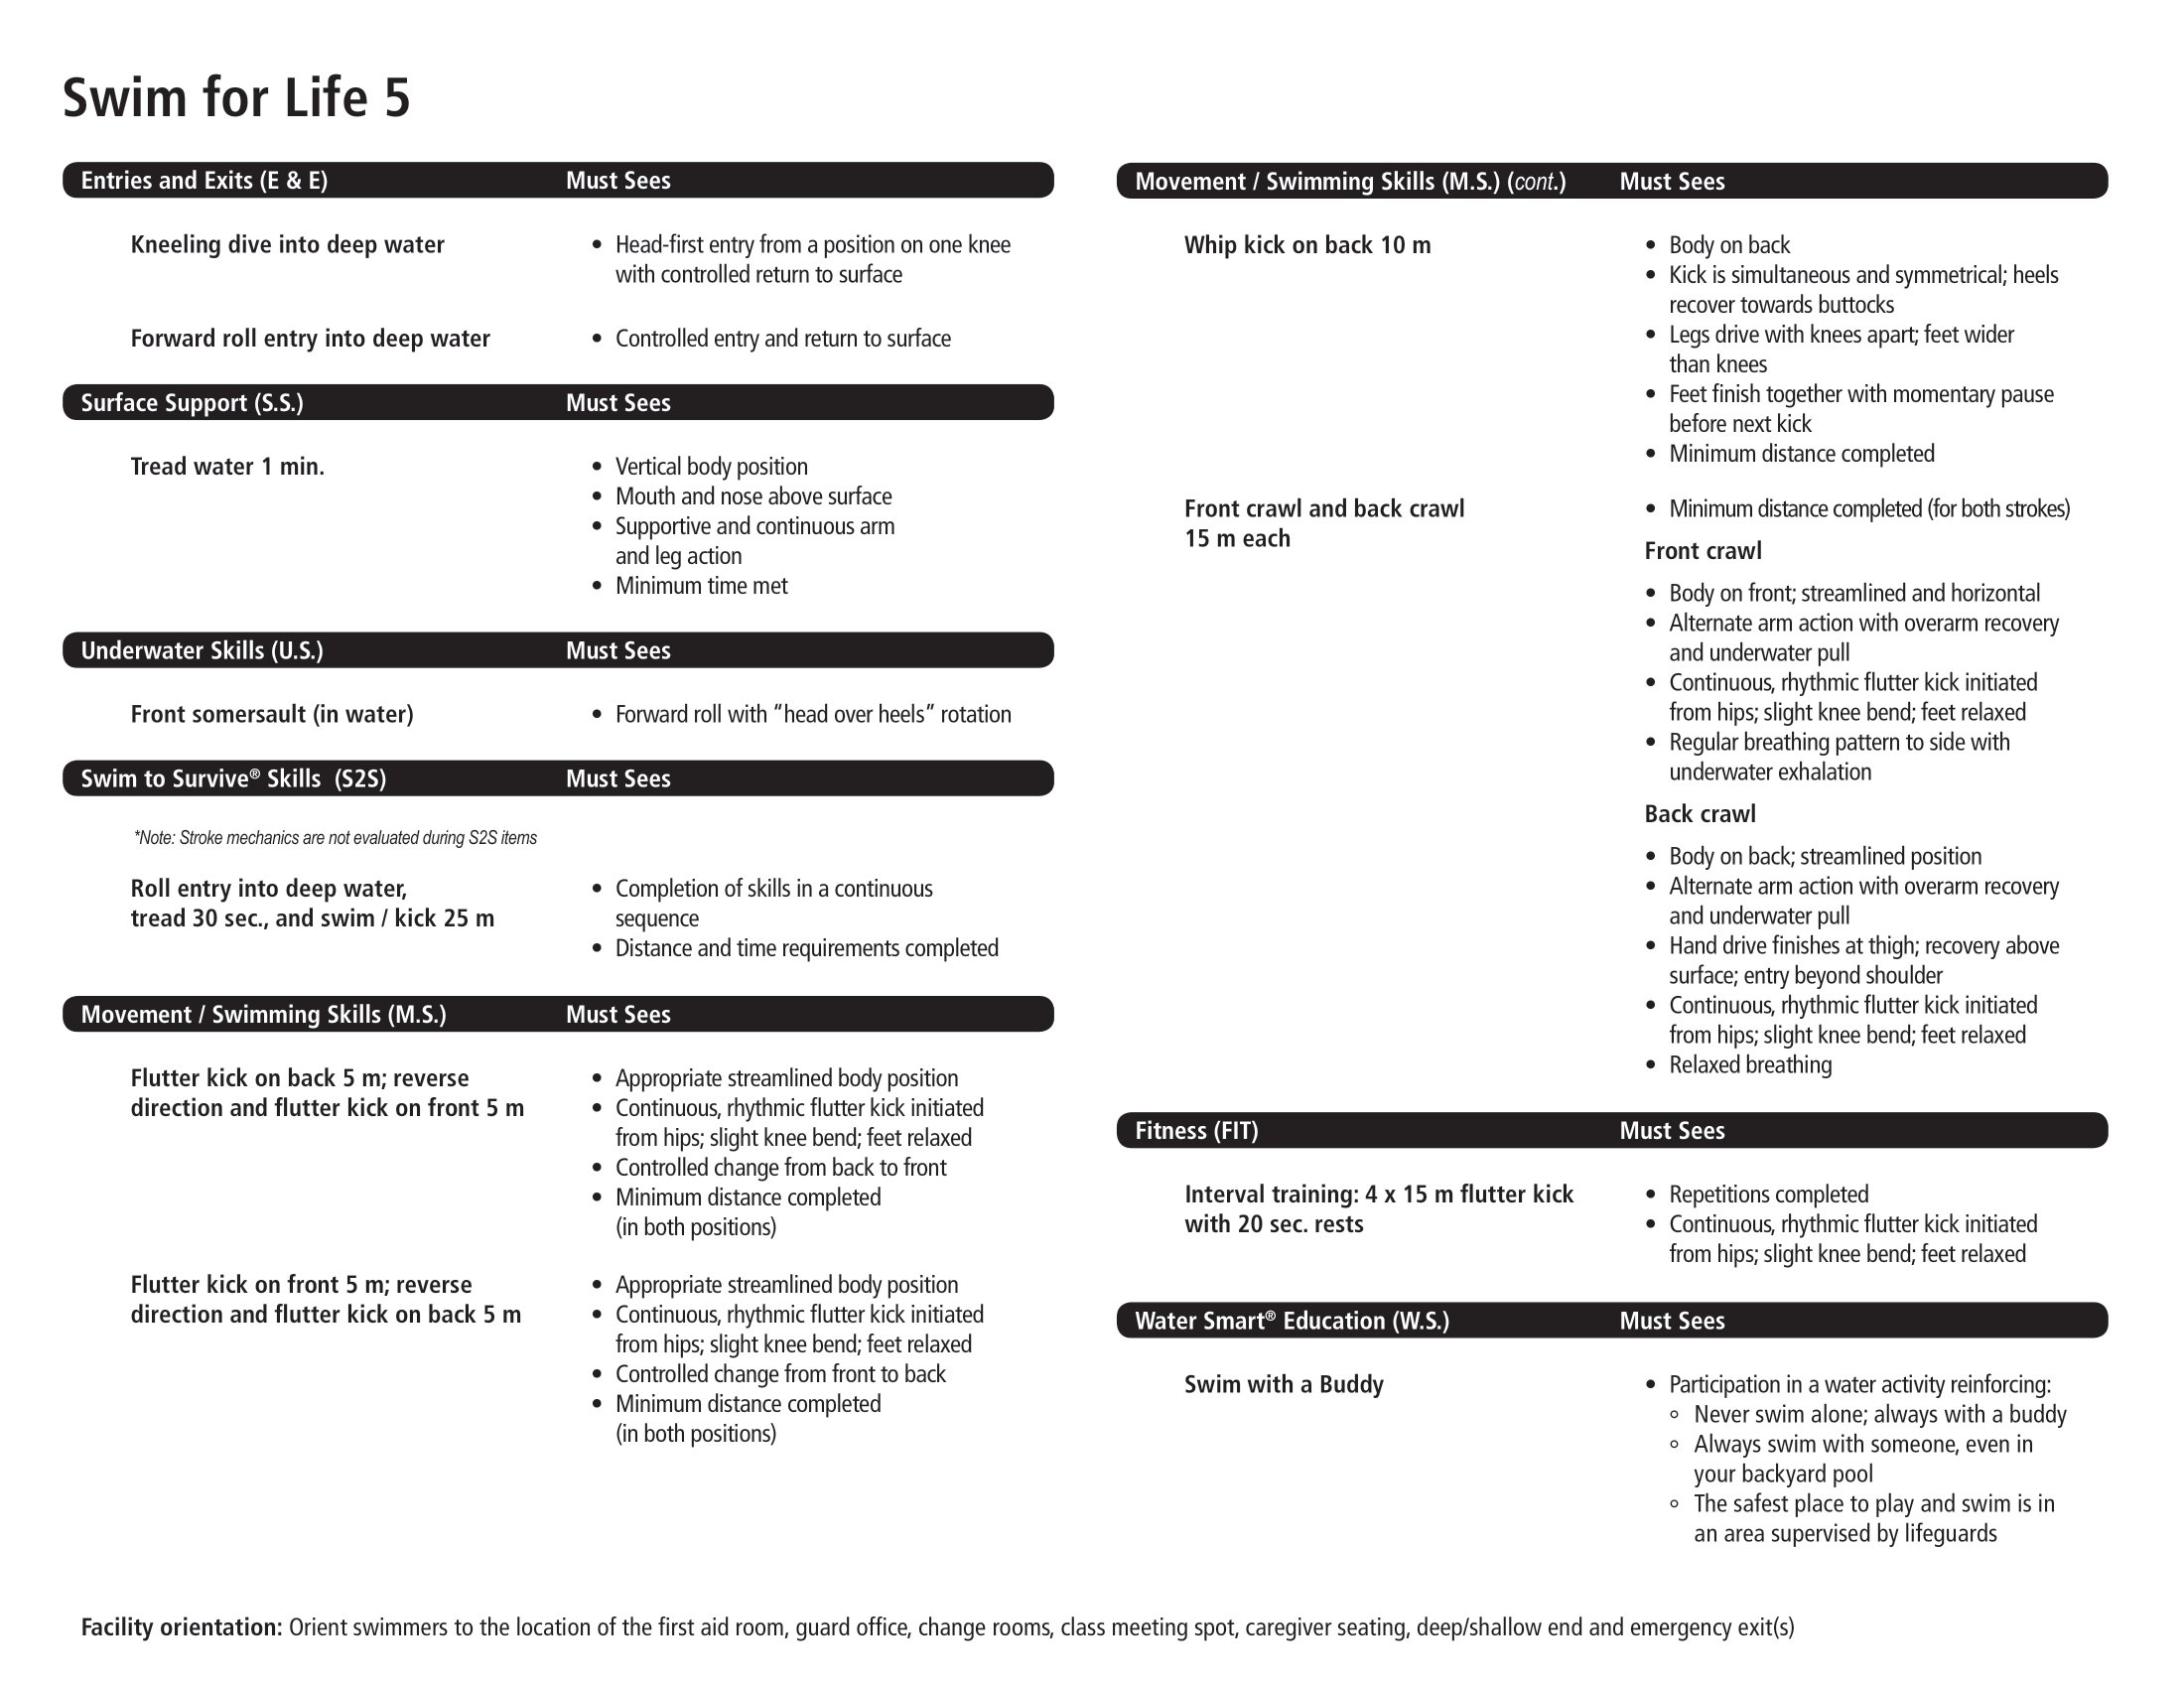 Swim for Life 5
Entries and Exits (E & E) Must Sees
Kneeling dive into deep water
• Head-first entry from a position on one knee
with controlled return to surface
Forward roll entry into deep water
• Controlled entry and return to surface
Surface Support (S.S.) Must Sees
Tread water 1 min.
• Vertical body position
• Mouth and nose above surface
• Supportive and continuous arm
and leg action
• Minimum time met
Underwater Skills (U.S.) Must Sees
Front somersault (in water)
• Forward roll with “head over heels” rotation
Swim to Survive® Skills (S2S) Must Sees
*Note: Stroke mechanics are not evaluated during S2S items
Roll entry into deep water,
tread 30 sec., and swim / kick 25 m
• Completion of skills in a continuous
sequence
• Distance and time requirements completed
Movement / Swimming Skills (M.S.) Must Sees
Flutter kick on back 5 m; reverse
direction and flutter kick on front 5 m
• Appropriate streamlined body position
• Continuous, rhythmic flutter kick initiated
from hips; slight knee bend; feet relaxed
• Controlled change from back to front
• Minimum distance completed
(in both positions)
Flutter kick on front 5 m; reverse
direction and flutter kick on back 5 m
• Appropriate streamlined body position
• Continuous, rhythmic flutter kick initiated
from hips; slight knee bend; feet relaxed
• Controlled change from front to back
• Minimum distance completed
(in both positions)
Movement / Swimming Skills (M.S.) (cont.) Must Sees
Whip kick on back 10 m
• Body on back
• Kick is simultaneous and symmetrical; heels
recover towards buttocks
• Legs drive with knees apart; feet wider
than knees
• Feet finish together with momentary pause
before next kick
• Minimum distance completed
Front crawl and back crawl
15 m each
• Minimum distance completed (for both strokes)
Front crawl
• Body on front; streamlined and horizontal
• Alternate arm action with overarm recovery
and underwater pull
• Continuous, rhythmic flutter kick initiated
from hips; slight knee bend; feet relaxed
• Regular breathing pattern to side with
underwater exhalation
Back crawl
• Body on back; streamlined position
• Alternate arm action with overarm recovery
and underwater pull
• Hand drive finishes at thigh; recovery above
surface; entry beyond shoulder
• Continuous, rhythmic flutter kick initiated
from hips; slight knee bend; feet relaxed
• Relaxed breathing
Fitness (FIT) Must Sees
Interval training: 4 x 15 m flutter kick
with 20 sec. rests
• Repetitions completed
• Continuous, rhythmic flutter kick initiated
from hips; slight knee bend; feet relaxed
Water Smart® Education (W.S.) Must Sees
Swim with a Buddy
• Participation in a water activity reinforcing:
◦ Never swim alone; always with a buddy
◦ Always swim with someone, even in
your backyard pool
◦ The safest place to play and swim is in
an area supervised by lifeguards
Facility orientation: Orient swimmers to the location of the first aid room, guard office, change rooms, class meeting spot, caregiver seating, deep/shallow end and emergency exit(s)